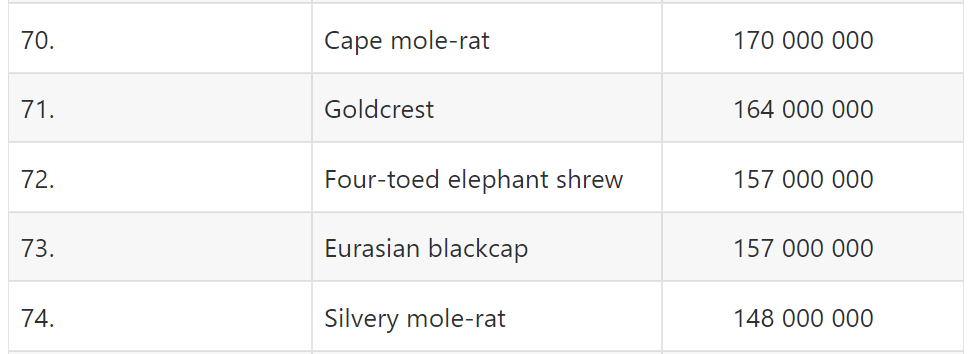 70. Cape mole-rat 170 000 000
71. Goldcrest 164 000 000
72. Four-toed elephant shrew 157 000 000
73. Eurasian blackcap 157 000 000
74. Silvery mole-rat 148 000 000